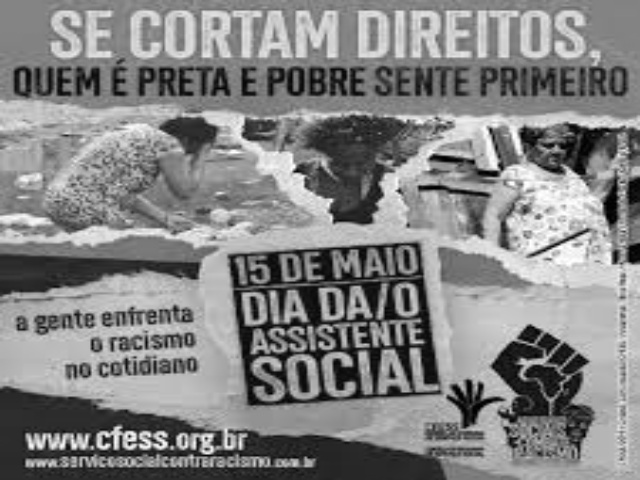 SE CORTAM DIREITOS,
QUEM É PRETA E POBRE SENTE PRIMEIRO
15 DE MAIO
DIA DA/O
ASSISTENTE
SOCIAL
a gente enfrenta
o racismo
no cotidiano
www.cfess.org.br
www.servicosocialcontraracismo.com.br
RACISMO